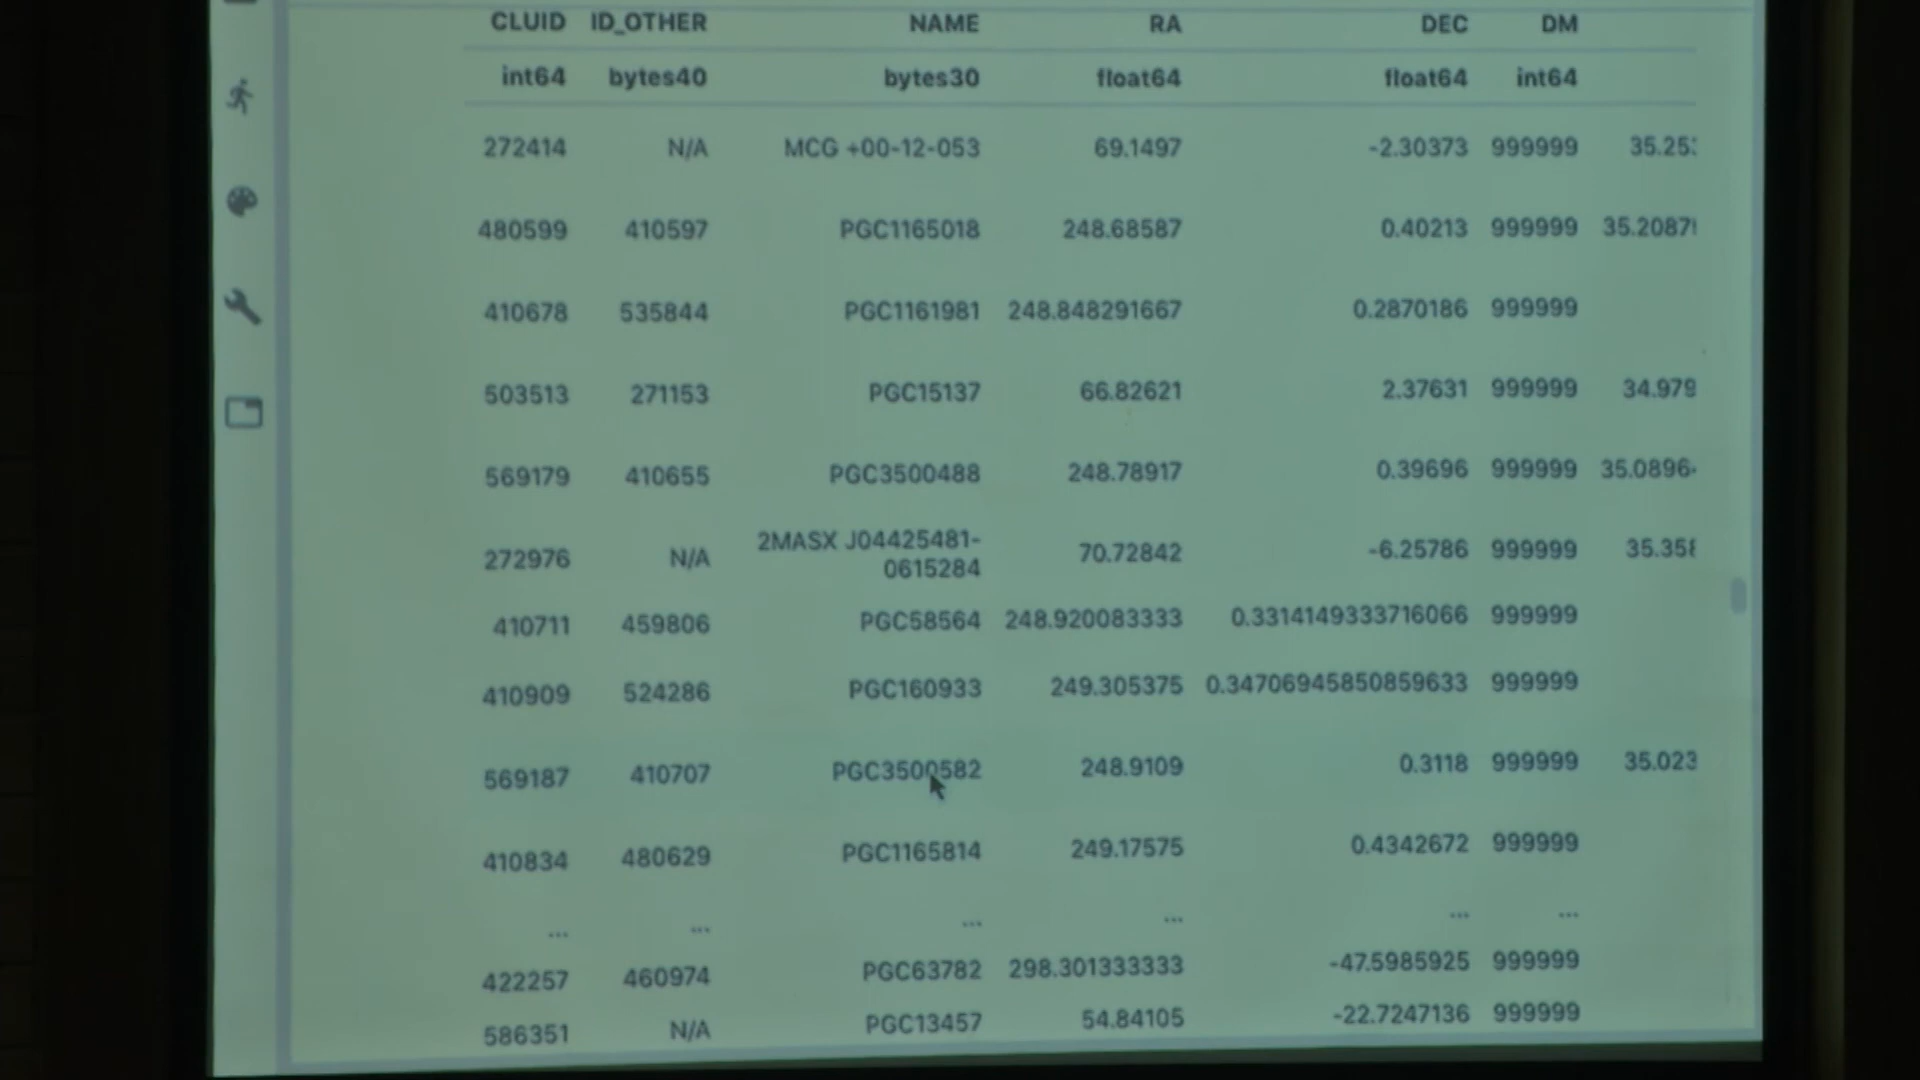 CLUID ID_OTHER NAME RA DEC DM
int64 bytes40 bytes30 float64 float64 int64
272414 N/A MCG +00-12-053 69.1497 -2.30373 999999
480599 410597 PGC1165018 248.68587 0.40213 999999
410678 535844 PGC1161981 248.848291667 0.2870186 999999
503513 271153 PGC15137 66.82621 2.37631 999999 34.979
569179 410655 PGC3500488 248.78917 0.39696 999999
272976 N/A 2MASX J04425481- 70.72842 -6.25786 999999
0615284
410711 459806 PGC58564 248.920083333 0.3314149333716066 999999
410909 524286 PGC160933 249.305375 0.34706945850859633 999999
569187 410707 PGC3500582 248.9109 0.3118 999999 35.023
410834 480629 PGC1165814 249.17575 0.4342672 999999
... ... ... ... ... ...
422257 460974 PGC63782 298.301333333 -47.5985925 999999
586351 N/A PGC13457 54.84105 -22.7247136 999999